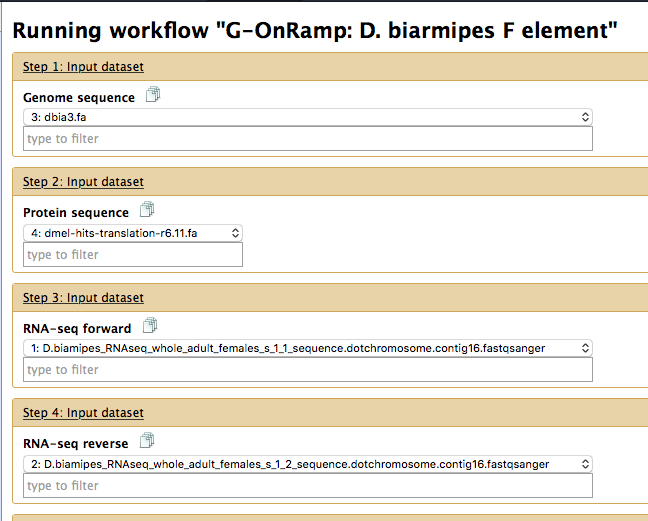 Running workflow "G-OnRamp: D. biarmipes F element"
Step 1: Input dataset
Genome sequence
3: dbia3.fa
type to filter
Step 2: Input dataset
Protein sequence
4: dmel-hits-translation-r6.11.fa
type to filter
Step 3: Input dataset
RNA-seq forward
1: D.biamipes_RNAseq_whole_adult_females_s_1_1_sequence.dotchromosome.contig16.fastqsanger
type to filter
Step 4: Input dataset
RNA-seq reverse
2: D.biamipes_RNAseq_whole_adult_females_s_1_2_sequence.dotchromosome.contig16.fastqsanger
type to filter